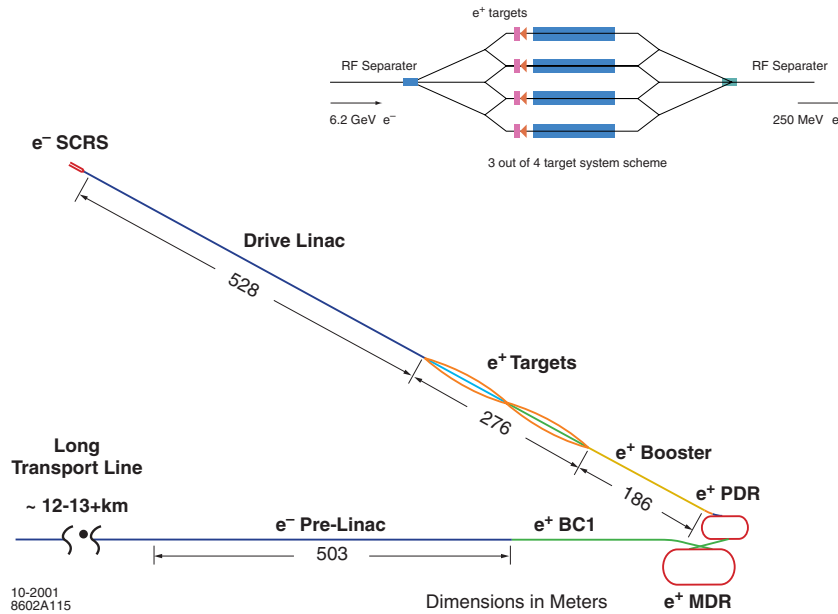 e+ targets
RF Separater
RF Separater
6.2 GeV e–
250 MeV e
3 out of 4 target system scheme
e– SCRS
Drive Linac
528
e+ Targets
276
e+ Booster
186
e+ PDR
Long
Transport Line
~ 12-13+km
e– Pre-Linac
503
e+ BC1
e+ MDR
10-2001
8602A115
Dimensions in Meters